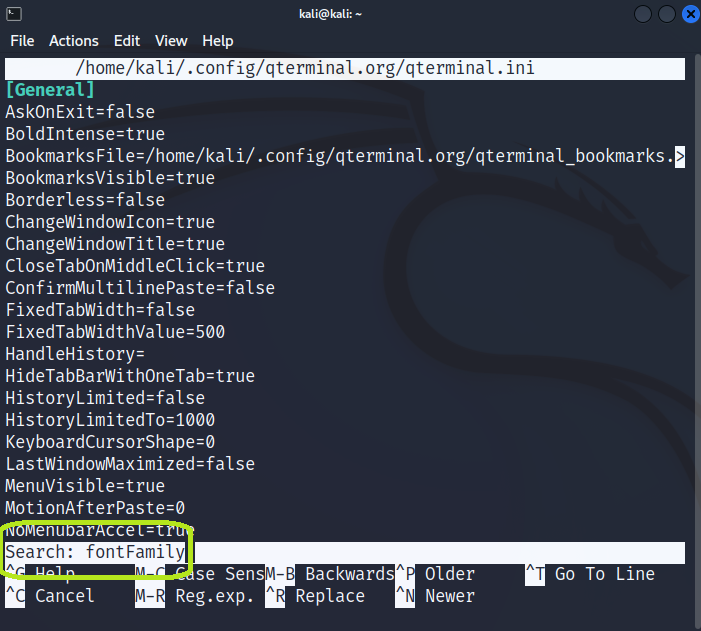 kali@kali: ~
File Actions Edit View Help
/home/kali/.config/qterminal.org/qterminal.ini
[General]
AskOnExit=false
BoldIntense=true
BookmarksFile=/home/kali/.config/qterminal.org/qterminal_bookmarks.>
BookmarksVisible=true
Borderless=false
ChangeWindowIcon=true
ChangeWindowTitle=true
CloseTabOnMiddleClick=true
ConfirmMultilinePaste=false
FixedTabWidth=false
FixedTabWidthValue=500
HandleHistory=
HideTabBarWithOneTab=true
HistoryLimited=false
HistoryLimitedTo=1000
KeyboardCursorShape=0
LastWindowMaximized=false
MenuVisible=true
MotionAfterPaste=0
NoMenubarAccel=true
Search: fontFamily
^G Help M-C Case SensM-B Backwards^P Older ^T Go To Line
^C Cancel M-R Reg.exp. ^R Replace ^N Newer